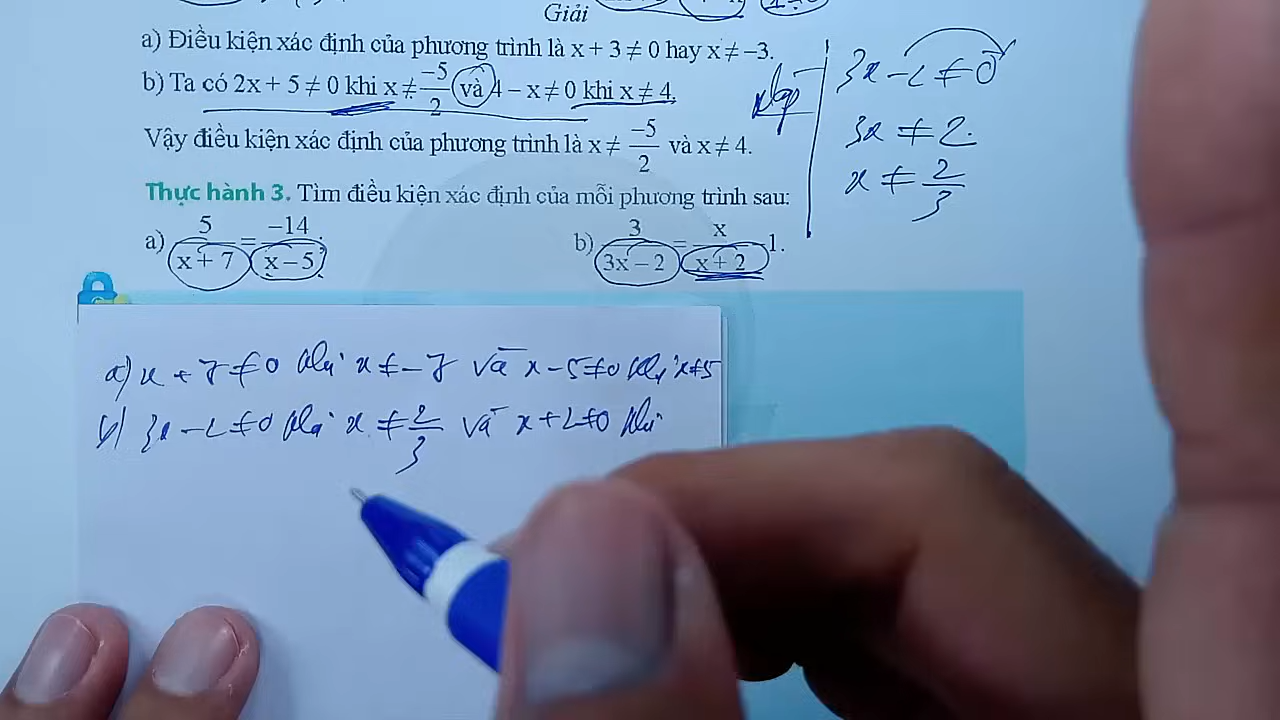 Giải
a) Điều kiện xác định của phương trình là x + 3 ≠ 0 hay x ≠ −3.
b) Ta có 2x + 5 ≠ 0 khi x ≠ −5/2 và 4 − x ≠ 0 khi x ≠ 4.
Vậy điều kiện xác định của phương trình là x ≠ −5/2 và x ≠ 4.
Thực hành 3. Tìm điều kiện xác định của mỗi phương trình sau:
a) 5/(x + 7) = −14/(x − 5);
b) 3/(3x − 2) = x/(x + 2) 1.
3x − 2 ≠ 0
3x ≠ 2.
x ≠ 2/3
a) x + 7 ≠ 0 khi x ≠ −7 và x − 5 ≠ 0 khi x ≠ 5
b) 3x − 2 ≠ 0 khi x ≠ 2/3 và x + 2 ≠ 0 khi